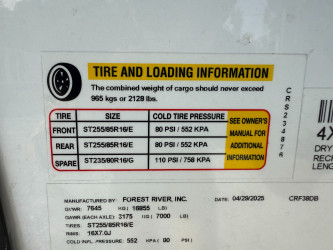 TIRE AND LOADING INFORMATION
The combined weight of cargo should never exceed
965 kgs or 2128 lbs.
TIRE SIZE COLD TIRE PRESSURE SEE OWNER'S MANUAL FOR ADDITIONAL INFORMATION
FRONT ST255/85R16/E 80 PSI / 552 KPA
REAR ST255/85R16/E 80 PSI / 552 KPA
SPARE ST235/80R16/G 110 PSI / 758 KPA
CRS234876
4X
DRY
RECR
LENG
MANUFACTURED BY: FOREST RIVER, INC. DATE: 04/29/2025 CRF38DB
7645 KG (16855 LB)
GAWR (EACH AXLE) 3175 KG (7000 LB)
TIRES:
ST255/85R16/E
RIMS:
16X7.0J
INFL. PRES.: 552 KPA (80 PSI)